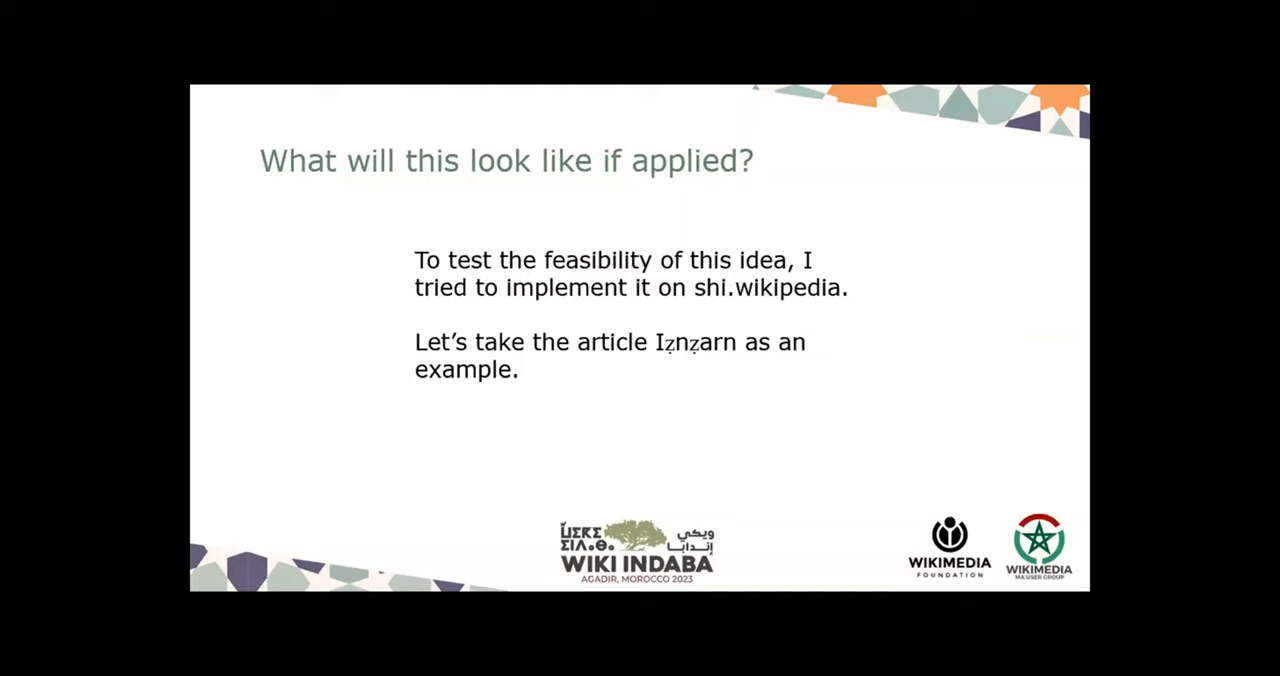 What will this look like if applied?
To test the feasibility of this idea, I
tried to implement it on shi.wikipedia.
Let’s take the article Iẓnẓarn as an
example.
ⵡⵉⴽⵉ
ⵉⵏⴷⴰⴱⴰ
ويكي
إندابا
WIKI INDABA
AGADIR, MOROCCO 2023
WIKIMEDIA
FOUNDATION
WIKIMEDIA
MA USER GROUP